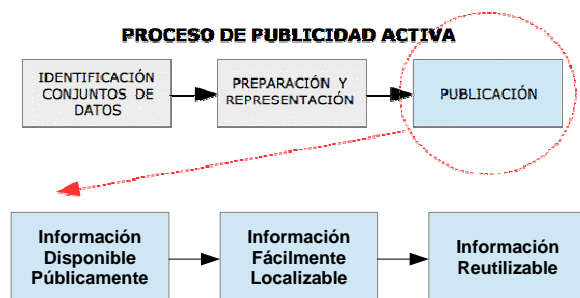 PROCESO DE PUBLICIDAD ACTIVA
IDENTIFICACIÓN
CONJUNTOS DE
DATOS
PREPARACIÓN Y
REPRESENTACIÓN
PUBLICACIÓN
Información
Disponible
Públicamente
Información
Fácilmente
Localizable
Información
Reutilizable